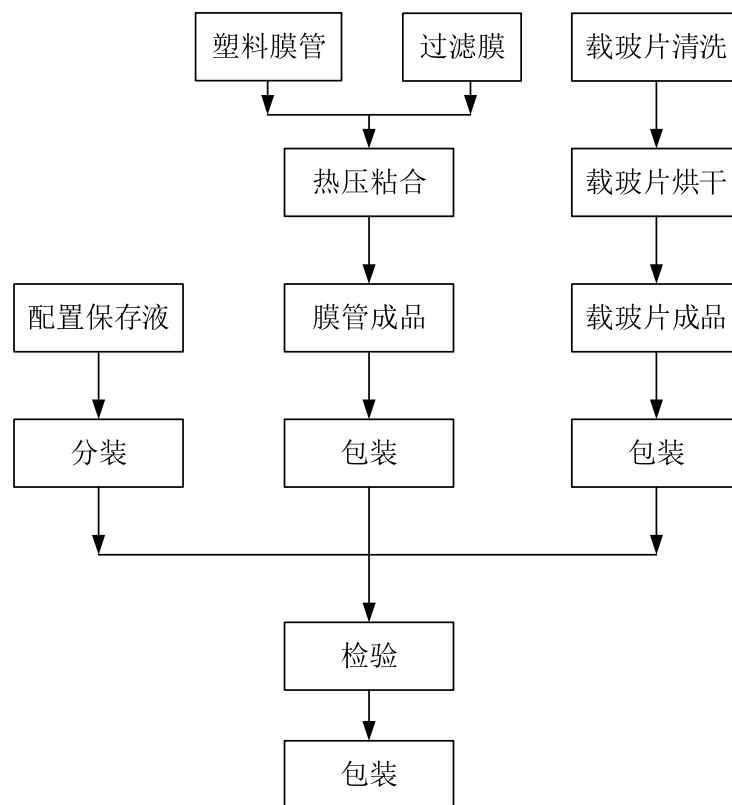 塑料膜管
过滤膜
载玻片清洗
热压粘合
载玻片烘干
配置保存液
膜管成品
载玻片成品
分装
包装
包装
检验
包装